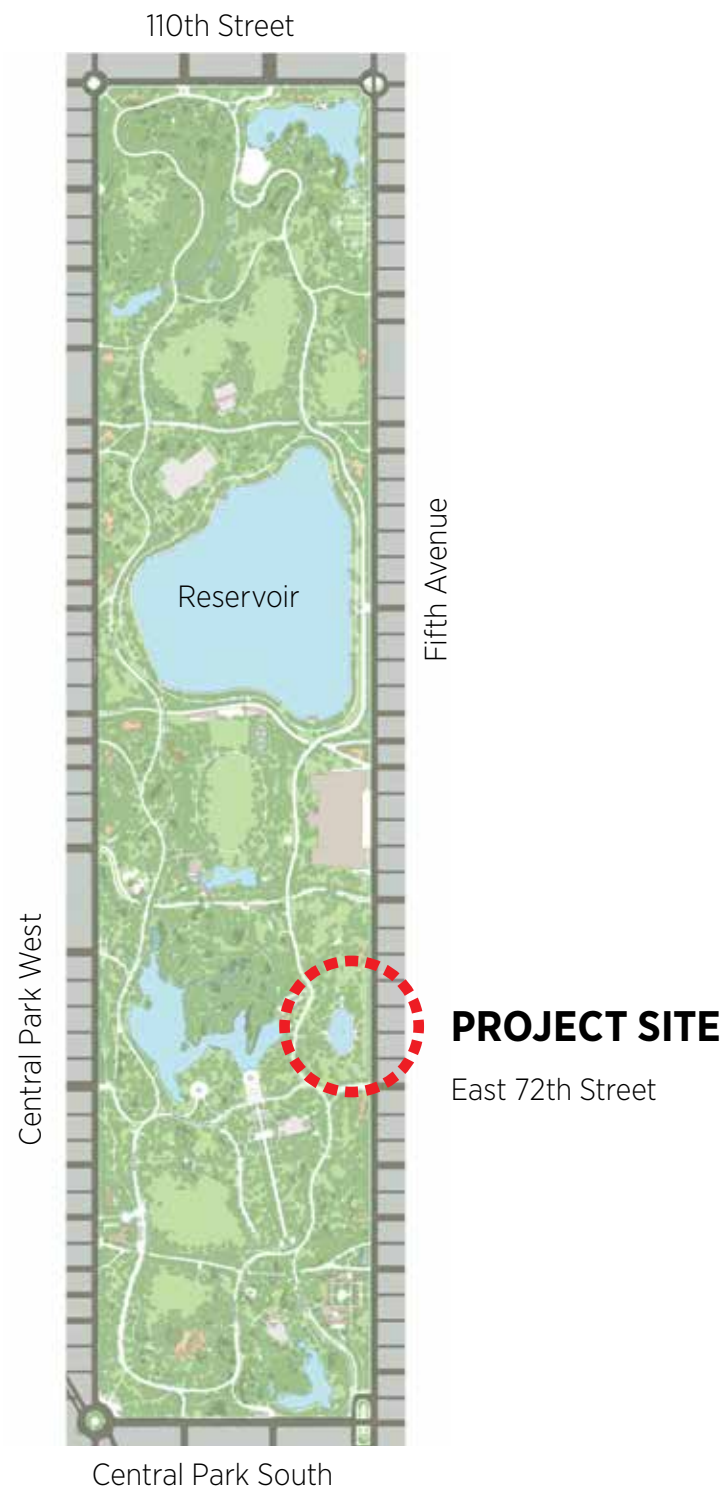 110th Street
Reservoir
Fifth Avenue
Central Park West
PROJECT SITE
East 72th Street
Central Park South